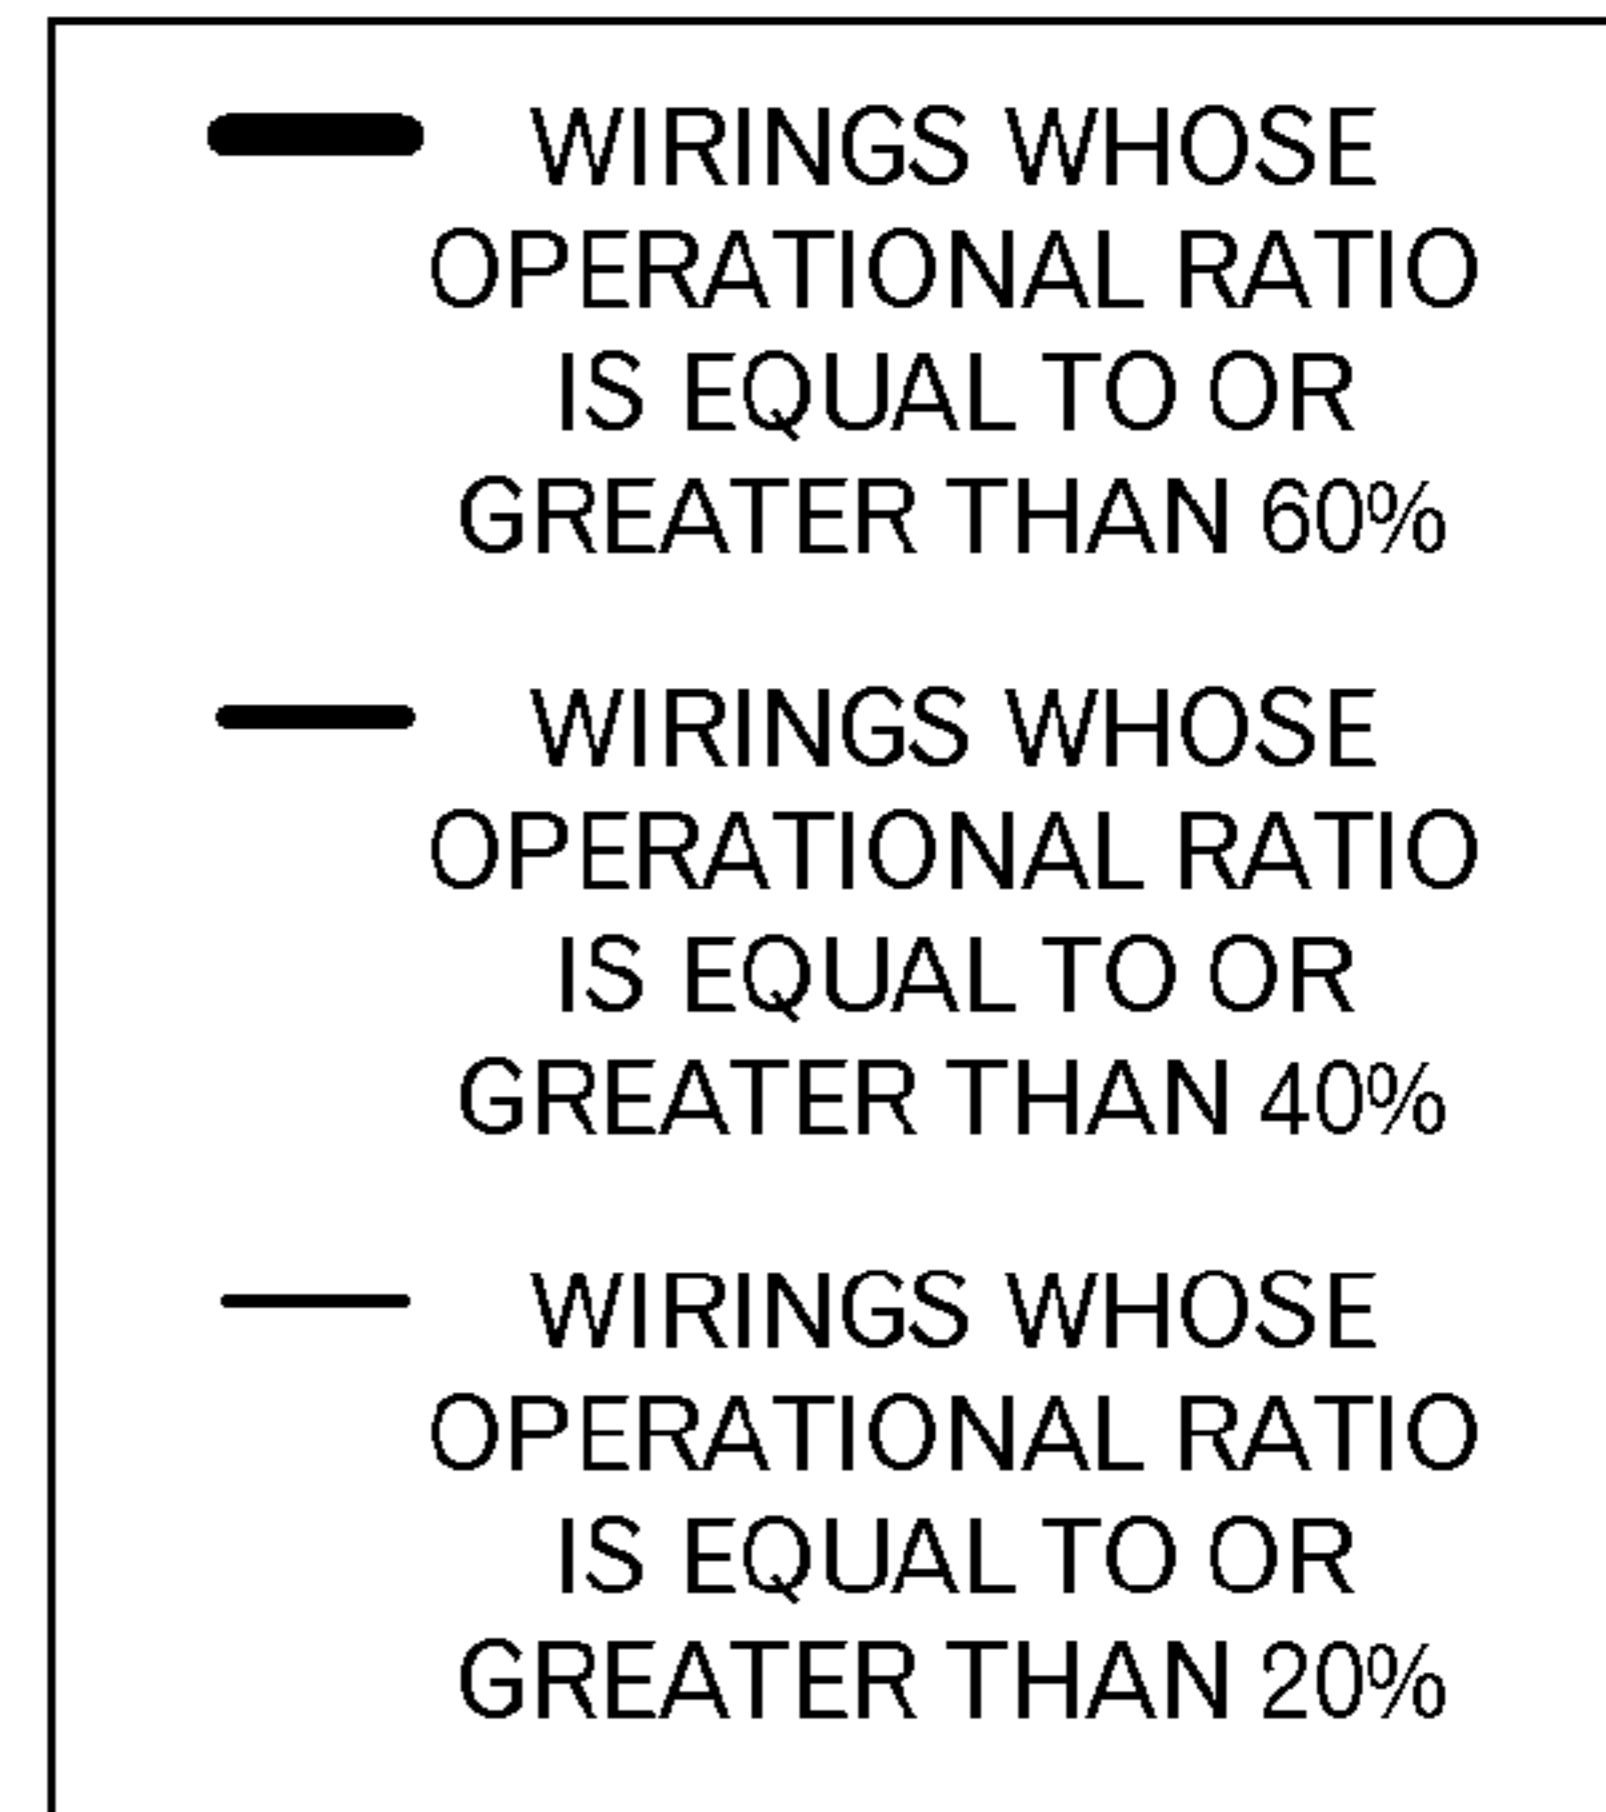 WIRINGS WHOSE
OPERATIONAL RATIO
IS EQUAL TO OR
GREATER THAN 60%
WIRINGS WHOSE
OPERATIONAL RATIO
IS EQUAL TO OR
GREATER THAN 40%
WIRINGS WHOSE
OPERATIONAL RATIO
IS EQUAL TO OR
GREATER THAN 20%